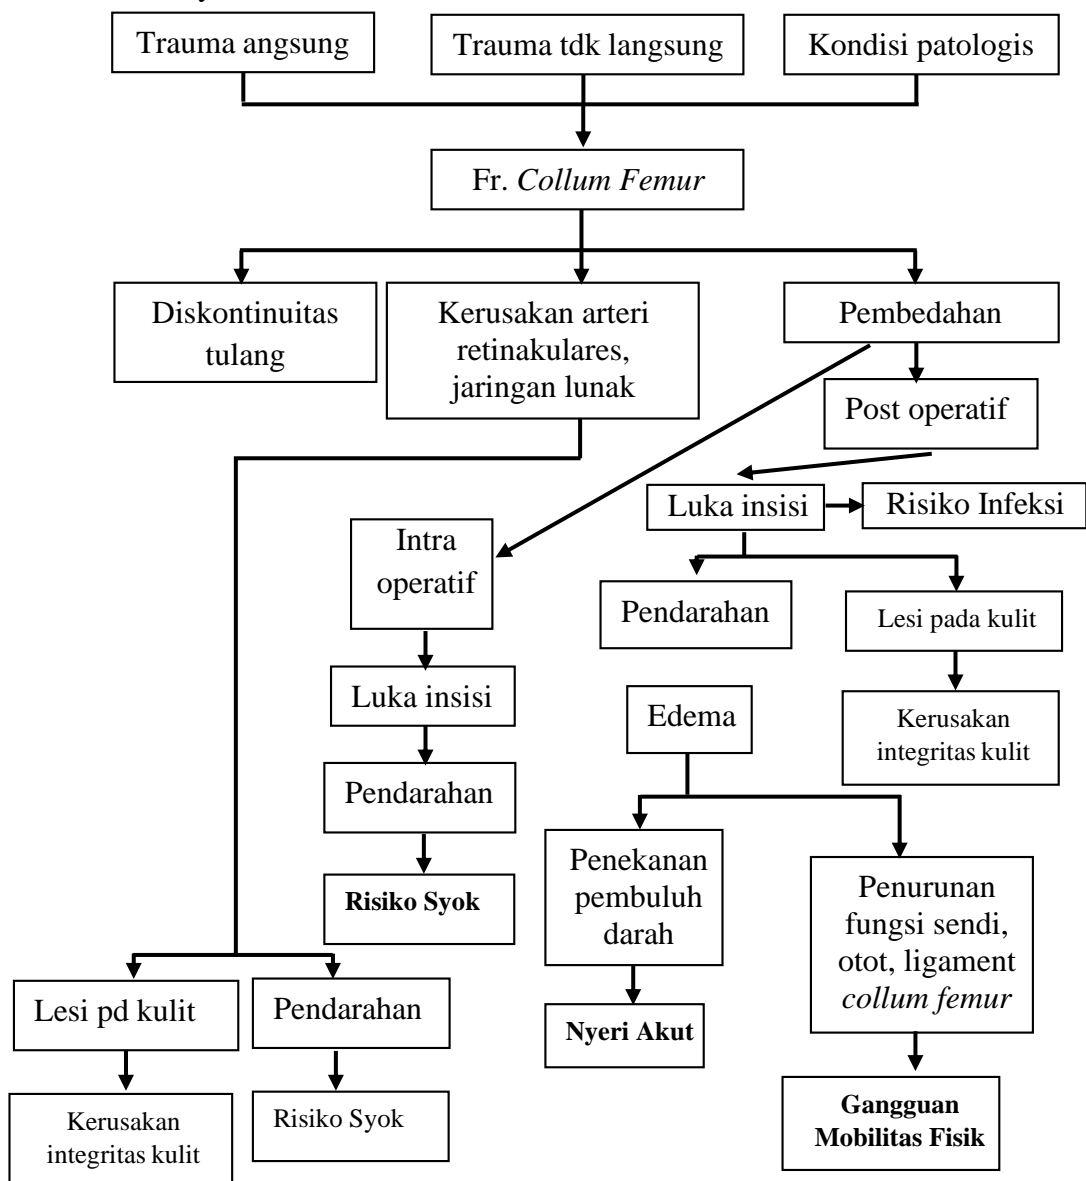 Trauma angsung
Trauma tdk langsung
Kondisi patologis
Fr. Collum Femur
Diskontinuitas
tulang
Kerusakan arteri
retinakulares,
jaringan lunak
Pembedahan
Post operatif
Luka insisi
Risiko Infeksi
Intra
operatif
Pendarahan
Lesi pada kulit
Luka insisi
Edema
Kerusakan
integritas kulit
Pendarahan
Penekanan
pembuluh
darah
Penurunan
fungsi sendi,
otot, ligament
collum femur
Risiko Syok
Lesi pd kulit
Pendarahan
Nyeri Akut
Kerusakan
integritas kulit
Risiko Syok
Gangguan
Mobilitas Fisik